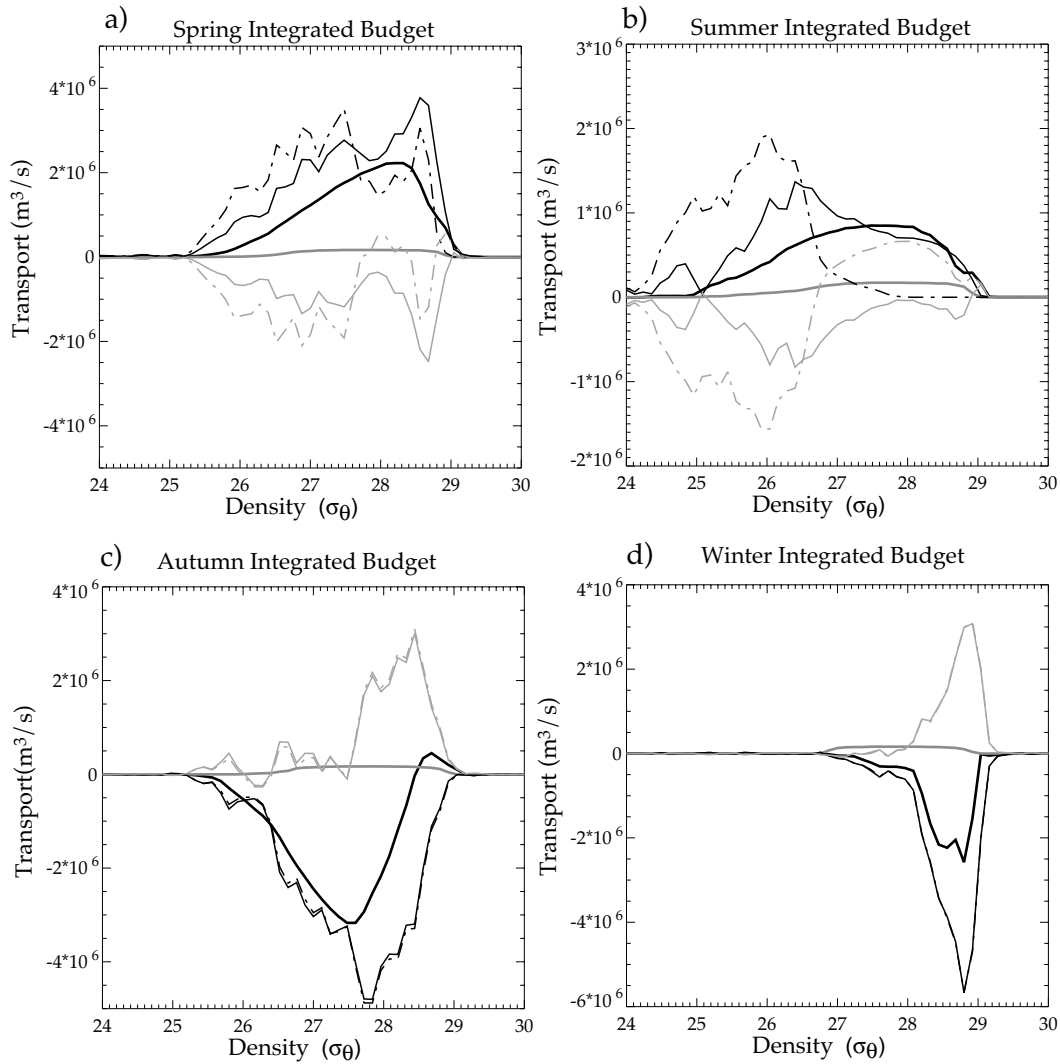 a)
Spring Integrated Budget
4*10 6
2*10 6
0
-2*10 6
-4*10 6
Transport (m3/s)
24 25 26 27 28 29 30
Density (σθ)
b)
Summer Integrated Budget
3*10 6
2*10 6
1*10 6
0
-1*10 6
-2*10 6
Transport (m3/s)
24 25 26 27 28 29 30
Density (σθ)
c)
Autumn Integrated Budget
4*10 6
2*10 6
0
-2*10 6
-4*10 6
Transport(m3/s)
24 25 26 27 28 29 30
Density (σθ)
d)
Winter Integrated Budget
4*10 6
2*10 6
0
-2*10 6
-4*10 6
-6*10 6
Transport (m3/s)
24 25 26 27 28 29 30
Density (σθ)